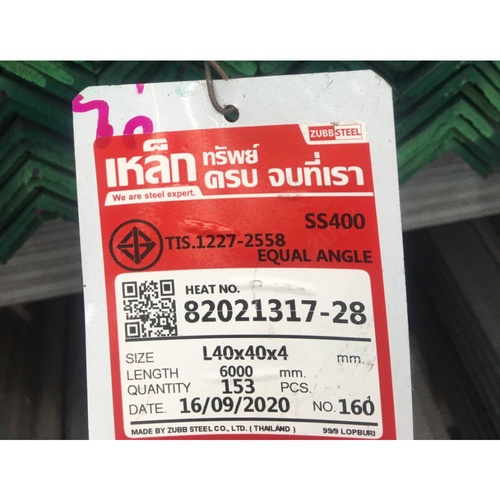 ZUBB STEEL
เหล็ก ทรัพย์
ครบ จบที่เรา
We are steel expert.
SS400
TIS.1227-2558
EQUAL ANGLE
HEAT NO.
82021317-28
SIZE L40x40x4 mm.
LENGTH 6000 mm.
QUANTITY 153 PCS.
DATE. 16/09/2020 NO. 160
MADE BY ZUBB STEEL CO., LTD. ( THAILAND ) 99/9 LOPBURI